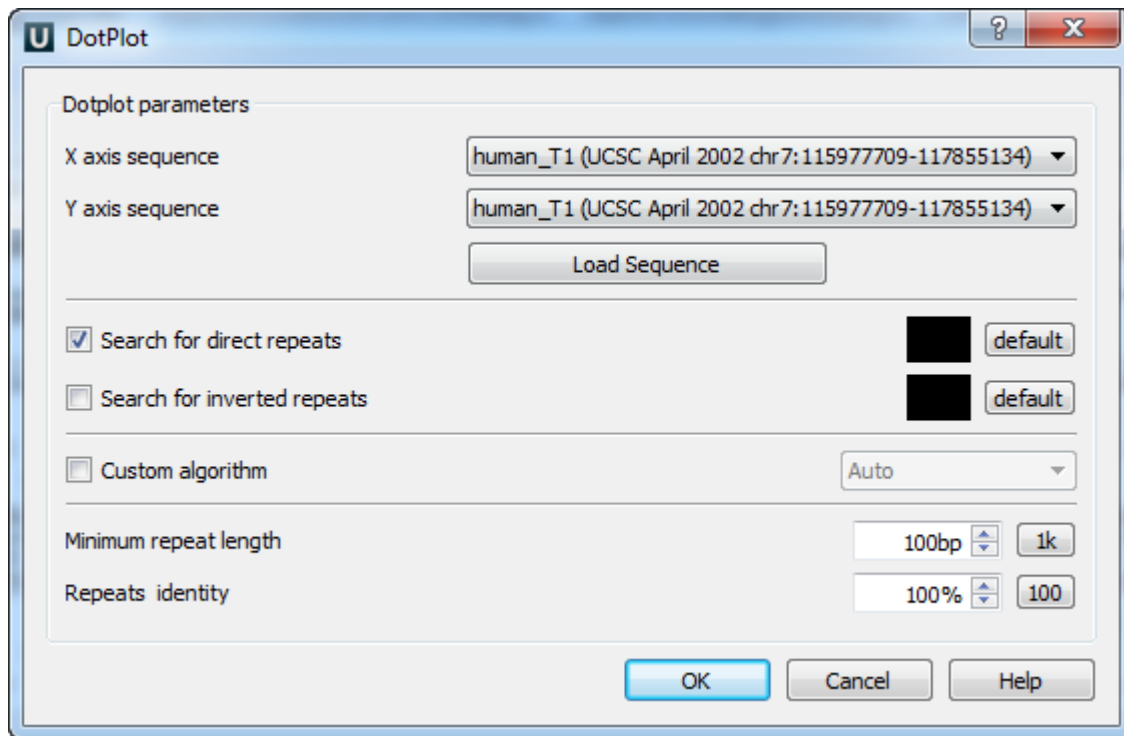 U DotPlot ? X
Dotplot parameters
X axis sequence human_T1 (UCSC April 2002 chr7:115977709-117855134)
Y axis sequence human_T1 (UCSC April 2002 chr7:115977709-117855134)
Load Sequence
Search for direct repeats default
Search for inverted repeats default
Custom algorithm Auto
Minimum repeat length 100bp 1k
Repeats identity 100% 100
OK Cancel Help